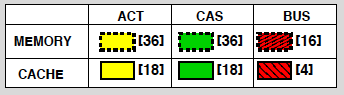 ACT CAS BUS
MEMORY [36] [36] [16]
CACHE [18] [18] [4]